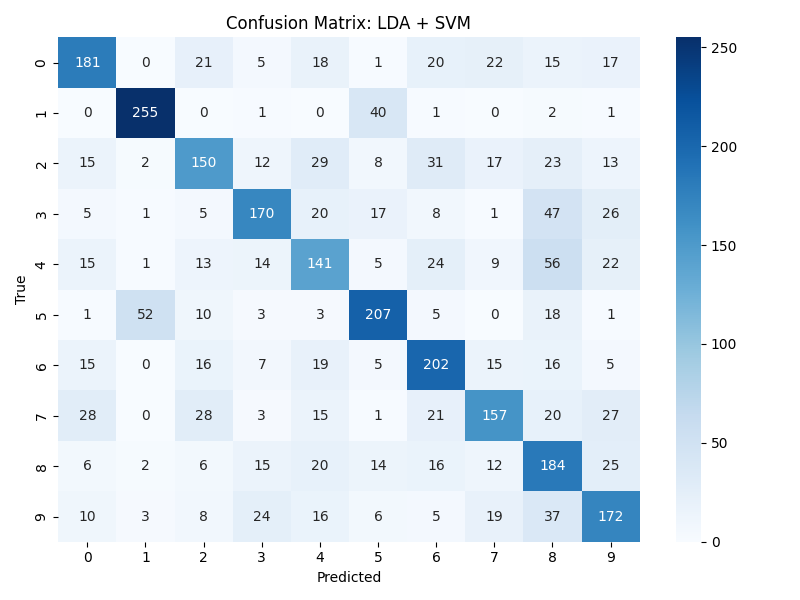 Confusion Matrix: LDA + SVM
0 181 0 21 5 18 1 20 22 15 17
1 0 255 0 1 0 40 1 0 2 1
2 15 2 150 12 29 8 31 17 23 13
3 5 1 5 170 20 17 8 1 47 26
4 15 1 13 14 141 5 24 9 56 22
5 1 52 10 3 3 207 5 0 18 1
6 15 0 16 7 19 5 202 15 16 5
7 28 0 28 3 15 1 21 157 20 27
8 6 2 6 15 20 14 16 12 184 25
9 10 3 8 24 16 6 5 19 37 172
0 1 2 3 4 5 6 7 8 9
Predicted
True
250
200
150
100
50
0